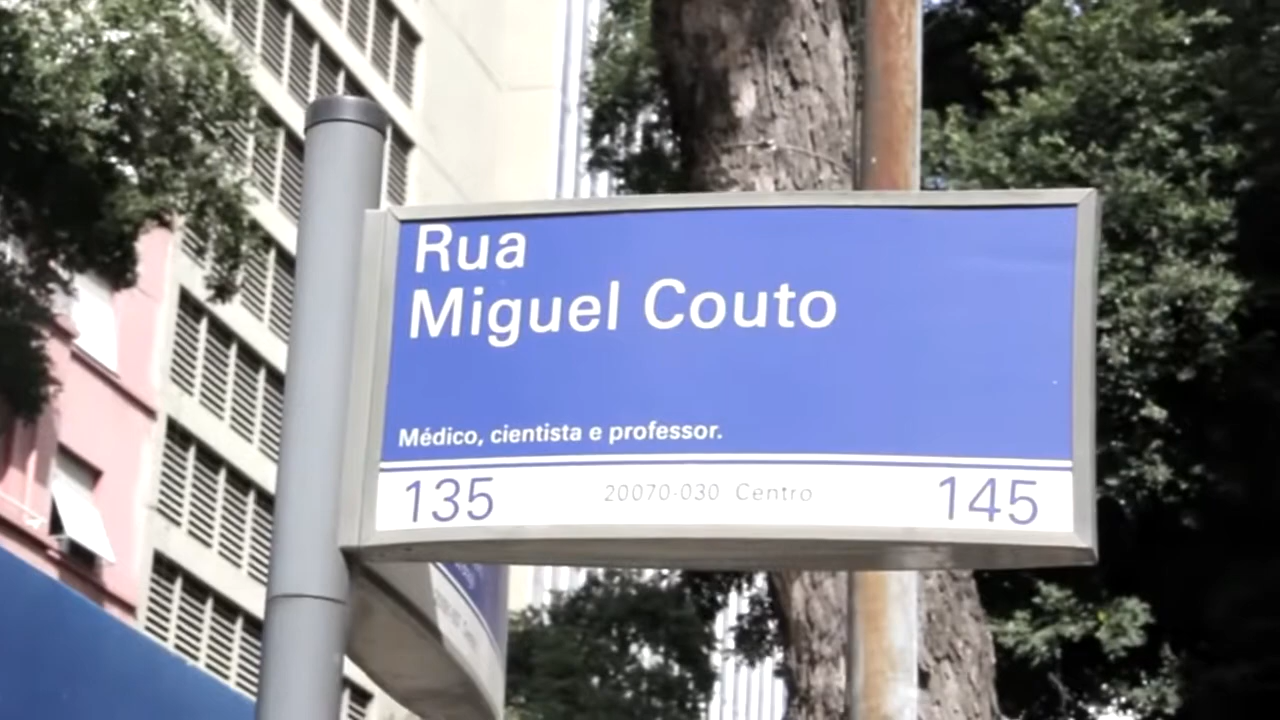 Rua
Miguel Couto
Médico, cientista e professor.
135 20070-030 Centro 145